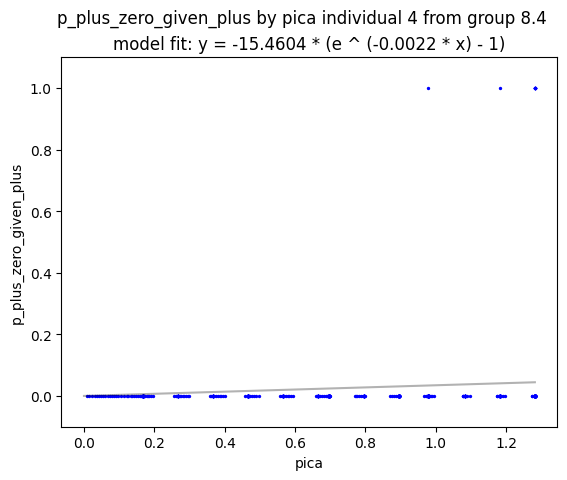 p_plus_zero_given_plus by pica individual 4 from group 8.4
model fit: y = -15.4604 * (e ^ (-0.0022 * x) - 1)
1.0
0.8
0.6
0.4
0.2
0.0
p_plus_zero_given_plus
0.0 0.2 0.4 0.6 0.8 1.0 1.2
pica